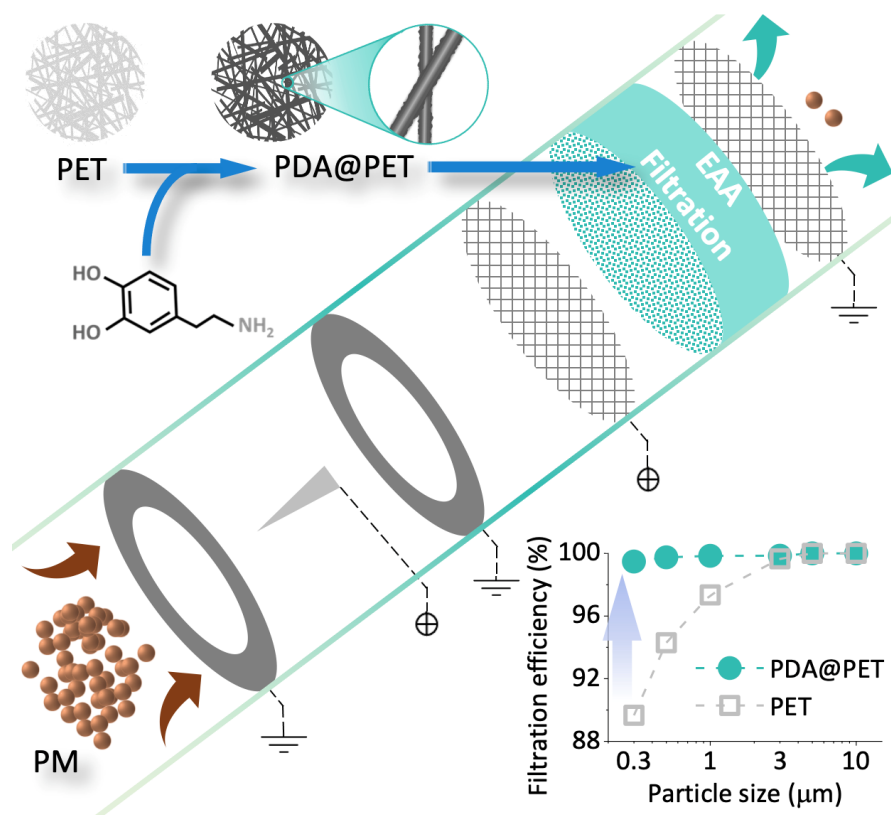 PET
PDA@PET
EAA
Filtration
HO
HO
NH2
PM
Filtration efficiency (%)
100
96
92
88
PDA@PET
PET
0.3
1
3
10
Particle size (μm)